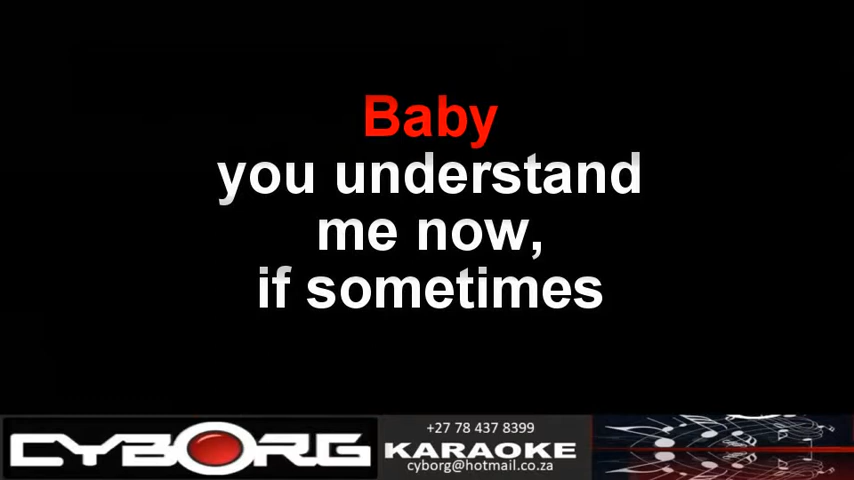 Baby
you understand
me now,
if sometimes
CYBORG
+27 78 437 8399
KARAOKE
cyborg@hotmail.co.za